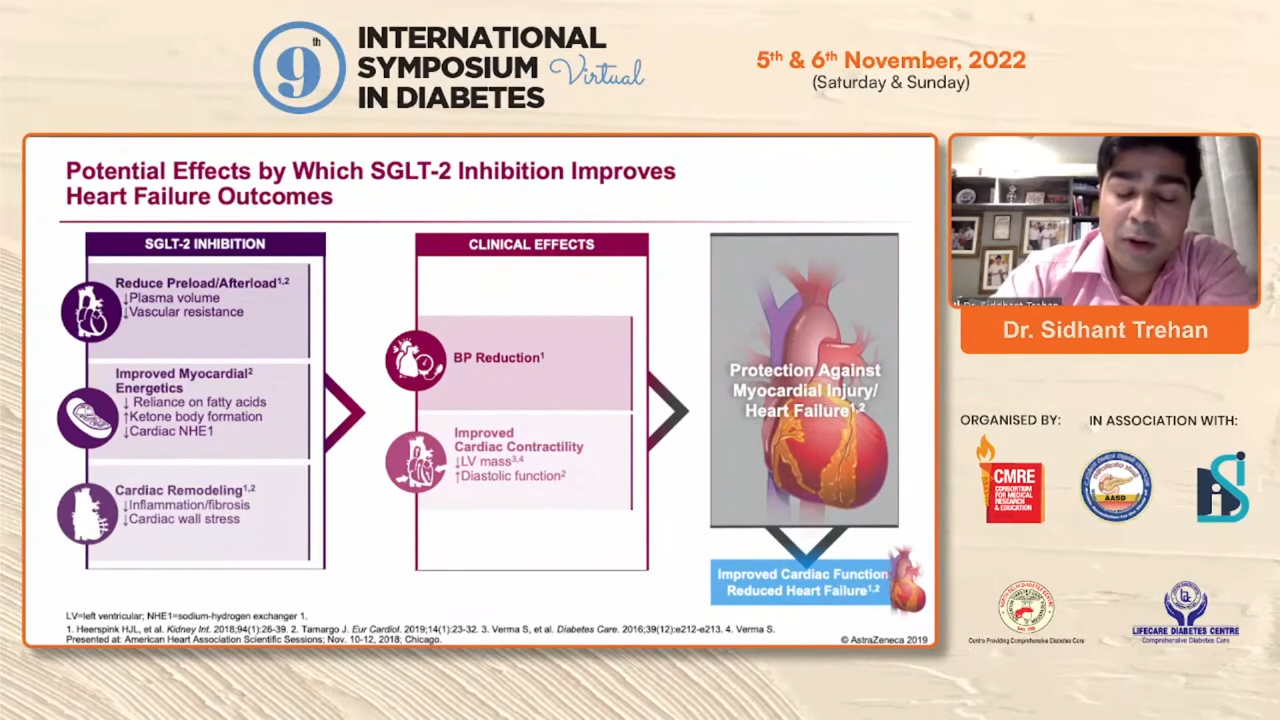 9th
INTERNATIONAL
SYMPOSIUM Virtual
IN DIABETES
5th & 6th November, 2022
(Saturday & Sunday)
Potential Effects by Which SGLT-2 Inhibition Improves
Heart Failure Outcomes
SGLT-2 INHIBITION
Reduce Preload/Afterload1,2
↓Plasma volume
↓Vascular resistance
Improved Myocardial2
Energetics
↓ Reliance on fatty acids
↑Ketone body formation
↓Cardiac NHE1
Cardiac Remodeling1,2
↓Inflammation/fibrosis
↓Cardiac wall stress
CLINICAL EFFECTS
BP Reduction1
Improved
Cardiac Contractility
↓LV mass3,4
↑Diastolic function2
Protection Against
Myocardial Injury/
Heart Failure1,2
Improved Cardiac Function
Reduced Heart Failure1,2
LV=left ventricular; NHE1=sodium-hydrogen exchanger 1.
1. Heerspink HJL, et al. Kidney Int. 2018;94(1):26-39. 2. Tamargo J. Eur Cardiol. 2019;14(1):23-32. 3. Verma S, et al. Diabetes Care. 2016;39(12):e212-e213. 4. Verma S.
Presented at: American Heart Association Scientific Sessions; Nov. 10-12, 2018; Chicago.
© AstraZeneca 2019
Dr. Sidhant Trehan
ORGANISED BY:
IN ASSOCIATION WITH:
CMRE
CONSORTIUM
FOR MEDICAL
RESEARCH
& EDUCATION
AASD
Centre Providing Comprehensive Diabetes Care
LIFECARE DIABETES CENTRE
Comprehensive Diabetes Care